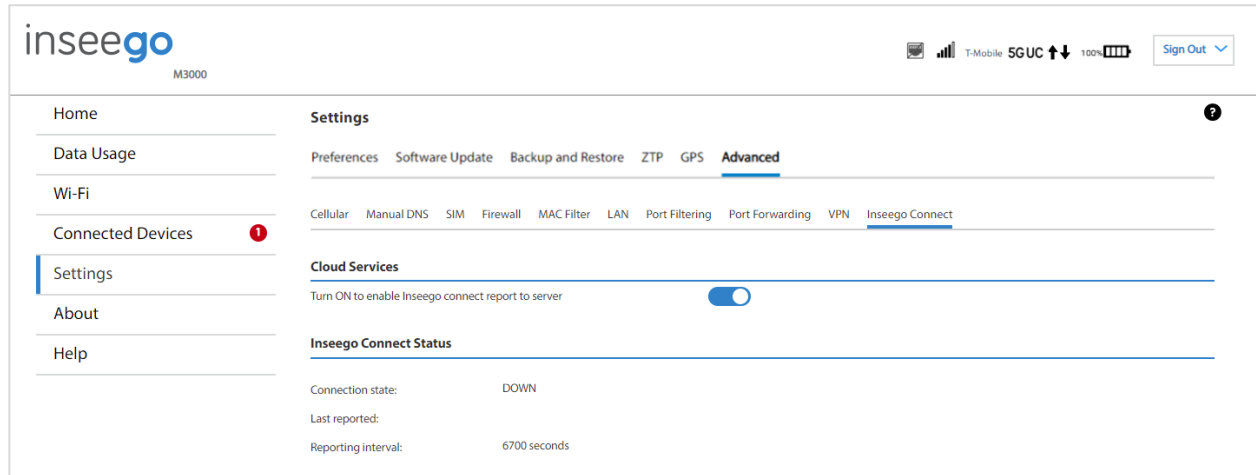 inseego
M3000
T-Mobile 5G UC 100% Sign Out
Home
Data Usage
Wi-Fi
Connected Devices 1
Settings
About
Help
Settings ?
Preferences Software Update Backup and Restore ZTP GPS Advanced
Cellular Manual DNS SIM Firewall MAC Filter LAN Port Filtering Port Forwarding VPN Inseego Connect
Cloud Services
Turn ON to enable Inseego connect report to server
Inseego Connect Status
Connection state: DOWN
Last reported:
Reporting interval: 6700 seconds